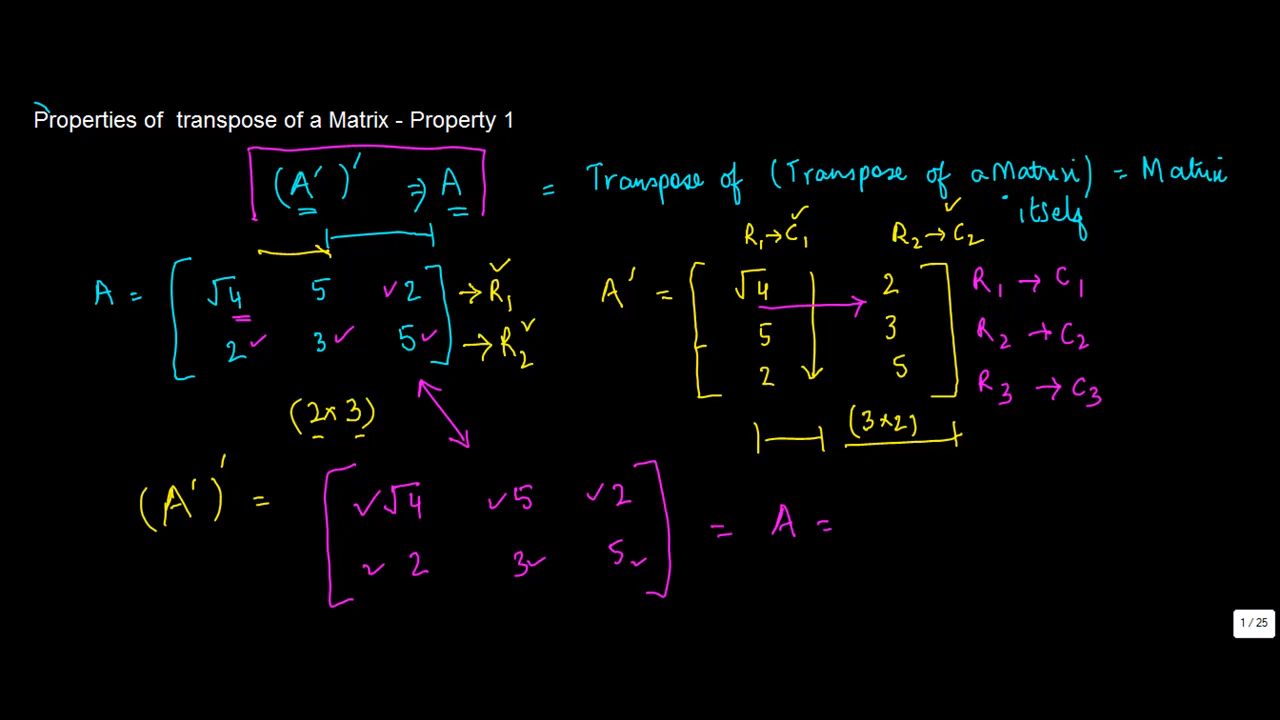 Properties of transpose of a Matrix - Property 1
(A')' ⇒ A = Transpose of (Transpose of a Matrix) = Matrix
itself
R₁→C₁ R₂→C₂
A = [ √4 5 2 ] → R₁
[ 2 3 5 ] → R₂
(2×3)
A' = [ √4 2 ] R₁ → C₁
[ 5 3 ] R₂ → C₂
[ 2 5 ] R₃ → C₃
(3×2)
(A')' = [ √4 5 2 ] = A =
[ 2 3 5 ]
1 / 25